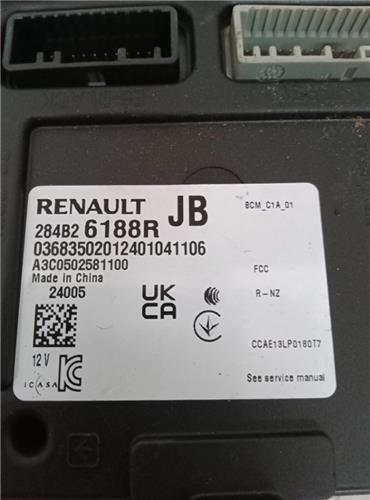 RENAULT JB
BCM_C1A_01
284B2 6188R
03683502012401041106
A3C0502581100
FCC
Made in China
24005
R-NZ
UK
CA
CCAE13LP0180T7
12V
ICASA
See service manual